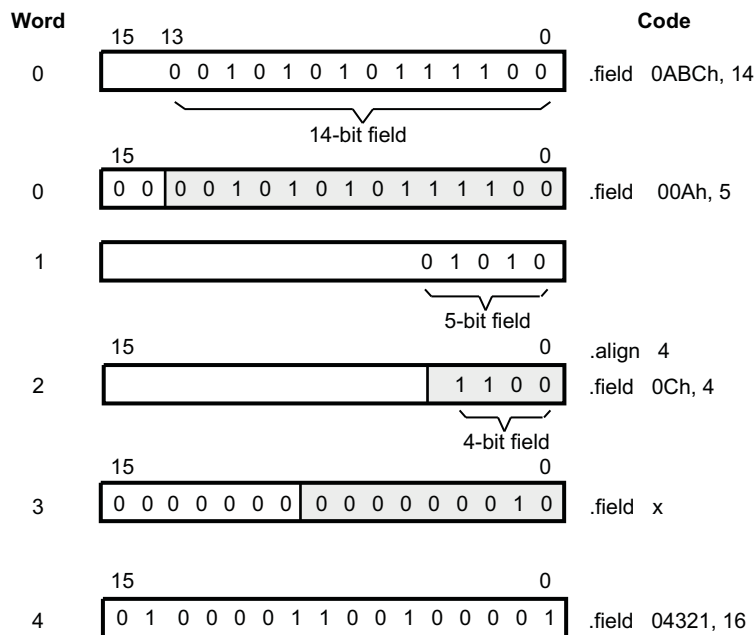 Word Code
15 13 0
0 0 0 1 0 1 0 1 0 1 1 1 1 0 0 .field 0ABCh, 14
14-bit field
15 0
0 0 0 0 0 1 0 1 0 1 0 1 1 1 1 0 0 .field 00Ah, 5
1 0 1 0 1 0
5-bit field
15 0 .align 4
2 1 1 0 0 .field 0Ch, 4
4-bit field
15 0
3 0 0 0 0 0 0 0 0 0 0 0 0 0 0 1 0 .field x
15 0
4 0 1 0 0 0 0 1 1 0 0 1 0 0 0 0 1 .field 04321, 16